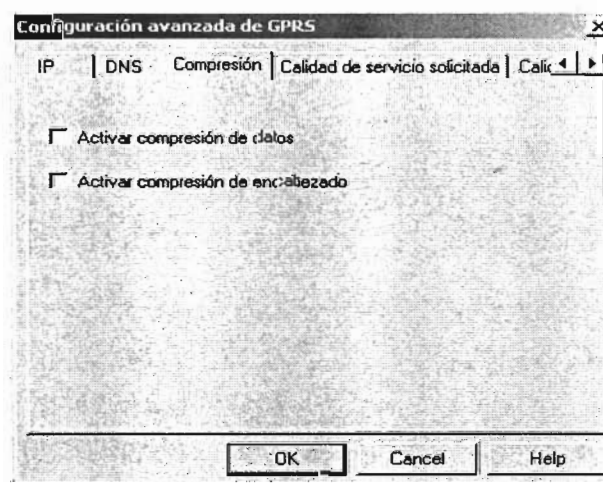 Configuración avanzada de GPRS
IP DNS Compresión Calidad de servicio solicitada Calic
Activar compresión de datos
Activar compresión de encabezado
OK Cancel Help